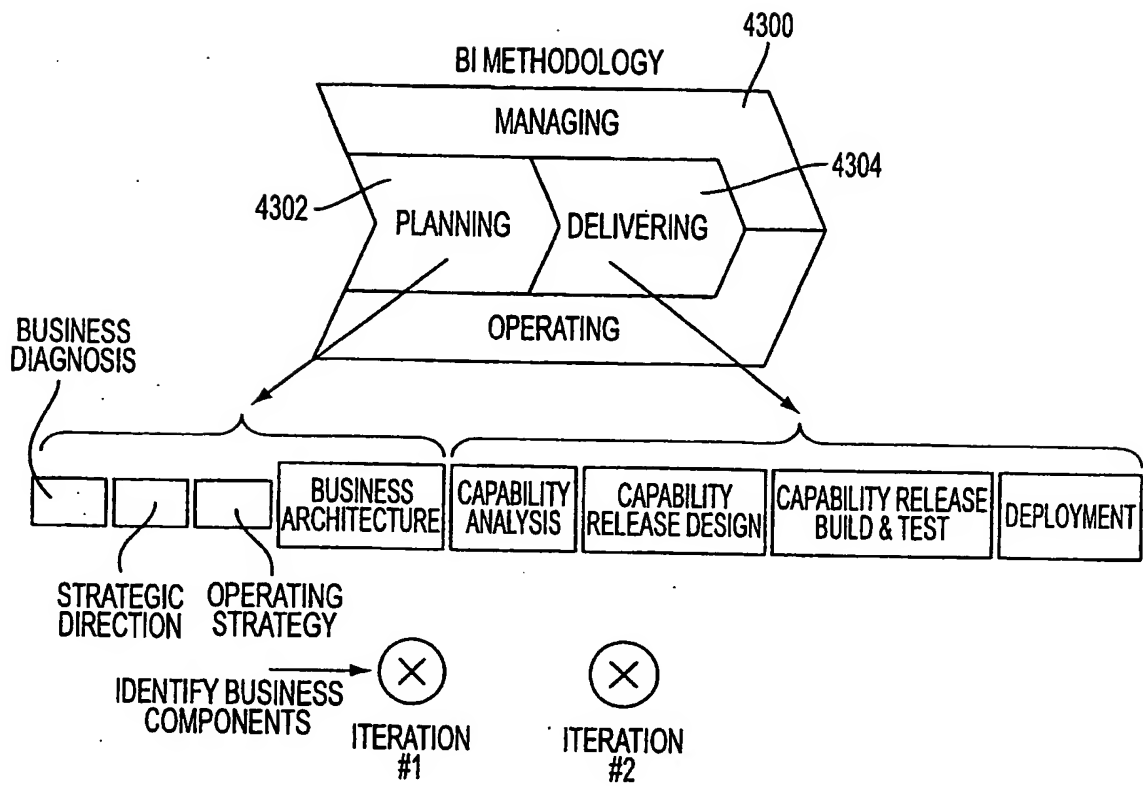 4300
BI METHODOLOGY
MANAGING
4304
4302
PLANNING
DELIVERING
OPERATING
BUSINESS
DIAGNOSIS
BUSINESS
ARCHITECTURE
CAPABILITY
ANALYSIS
CAPABILITY
RELEASE DESIGN
CAPABILITY RELEASE
BUILD & TEST
DEPLOYMENT
STRATEGIC
DIRECTION
OPERATING
STRATEGY
IDENTIFY BUSINESS
COMPONENTS
ITERATION
#1
ITERATION
#2